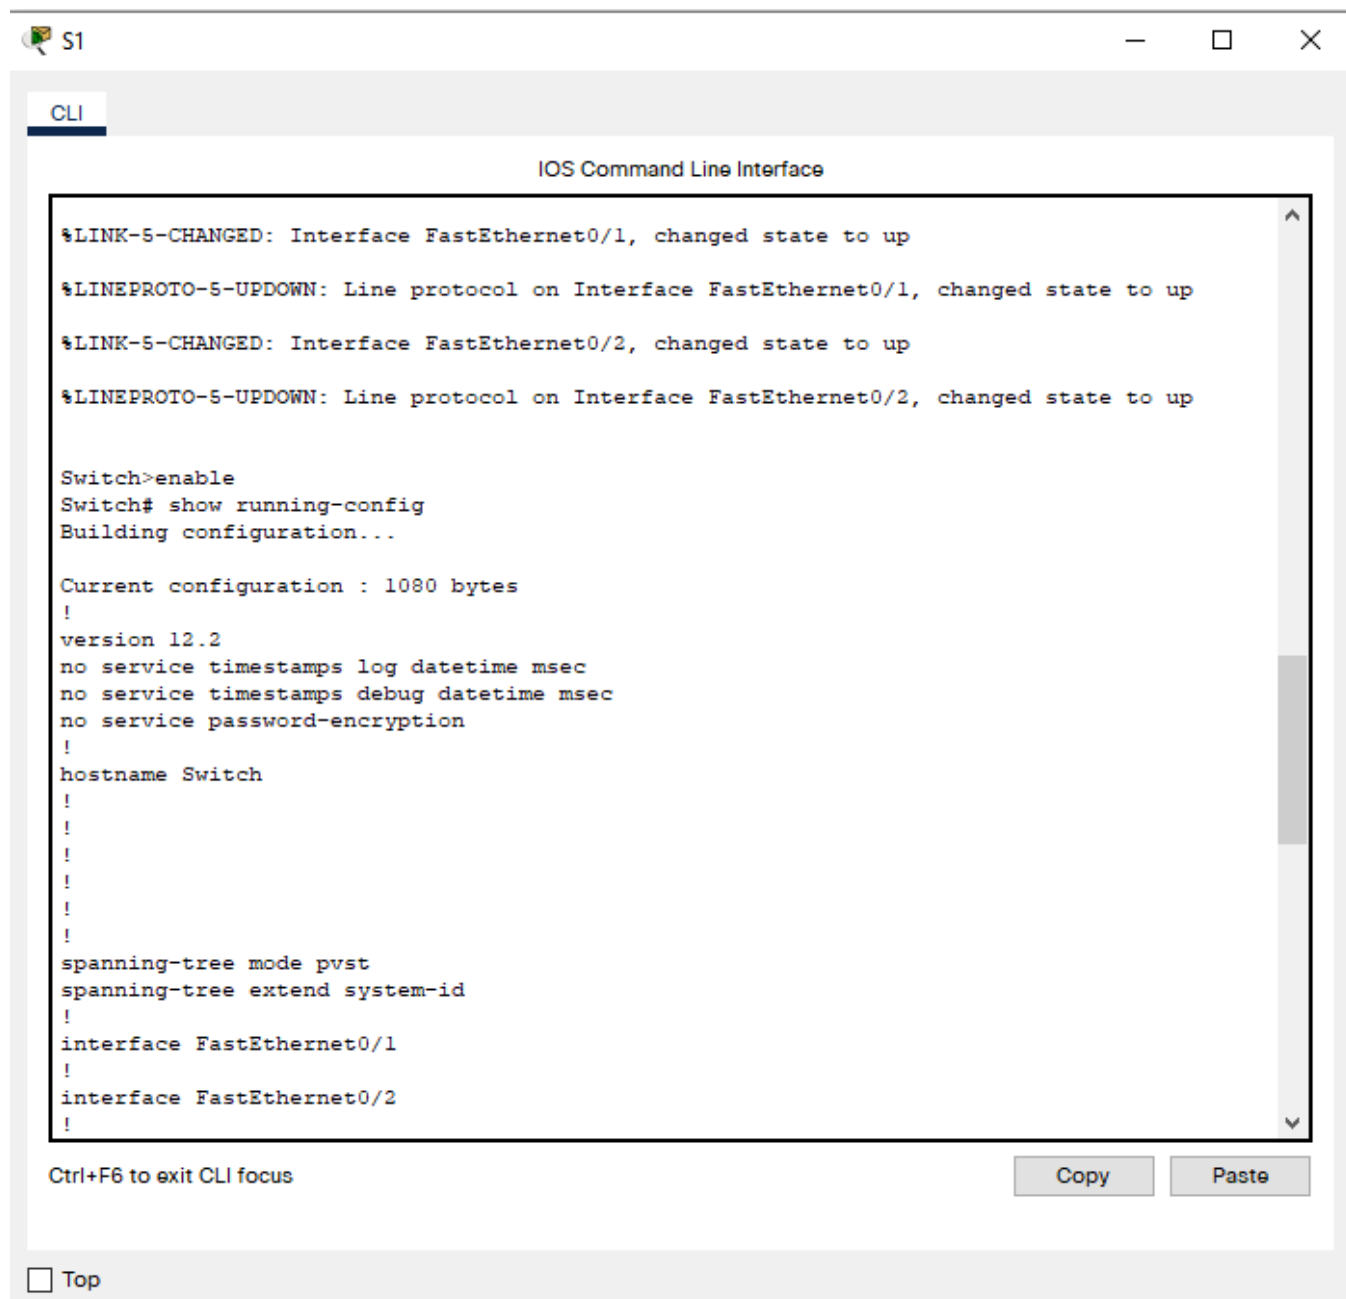 S1
CLI
IOS Command Line Interface
%LINK-5-CHANGED: Interface FastEthernet0/1, changed state to up
%LINEPROTO-5-UPDOWN: Line protocol on Interface FastEthernet0/1, changed state to up
%LINK-5-CHANGED: Interface FastEthernet0/2, changed state to up
%LINEPROTO-5-UPDOWN: Line protocol on Interface FastEthernet0/2, changed state to up
Switch>enable
Switch# show running-config
Building configuration...
Current configuration : 1080 bytes
!
version 12.2
no service timestamps log datetime msec
no service timestamps debug datetime msec
no service password-encryption
!
hostname Switch
!
!
!
!
!
!
spanning-tree mode pvst
spanning-tree extend system-id
!
interface FastEthernet0/1
!
interface FastEthernet0/2
!
Ctrl+F6 to exit CLI focus
Copy
Paste
Top